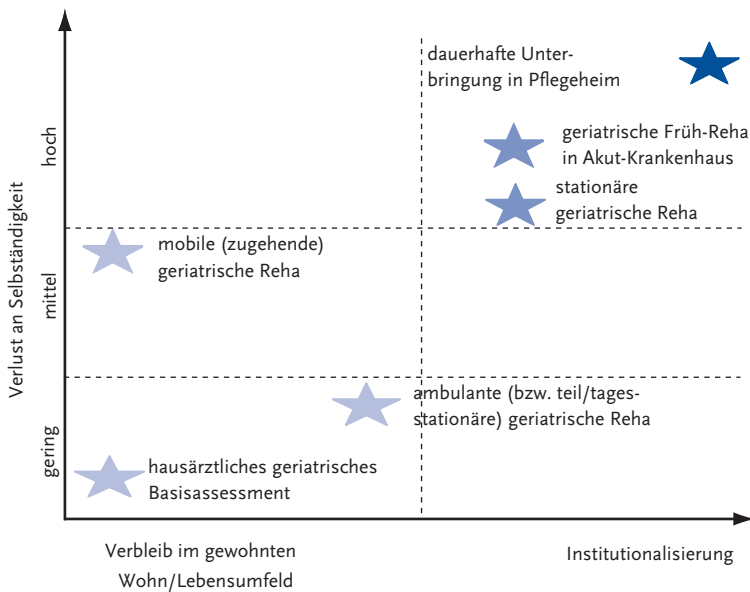 dauerhafte Unter-
bringung in Pflegeheim
geriatrische Früh-Reha
in Akut-Krankenhaus
stationäre
geriatrische Reha
mobile (zugehende)
geriatrische Reha
ambulante (bzw. teil/tages-
stationäre) geriatrische Reha
hausärztliches geriatrisches
Basisassessment
Verlust an Selbständigkeit
hoch
mittel
gering
Verbleib im gewohnten
Wohn/Lebensumfeld
Institutionalisierung